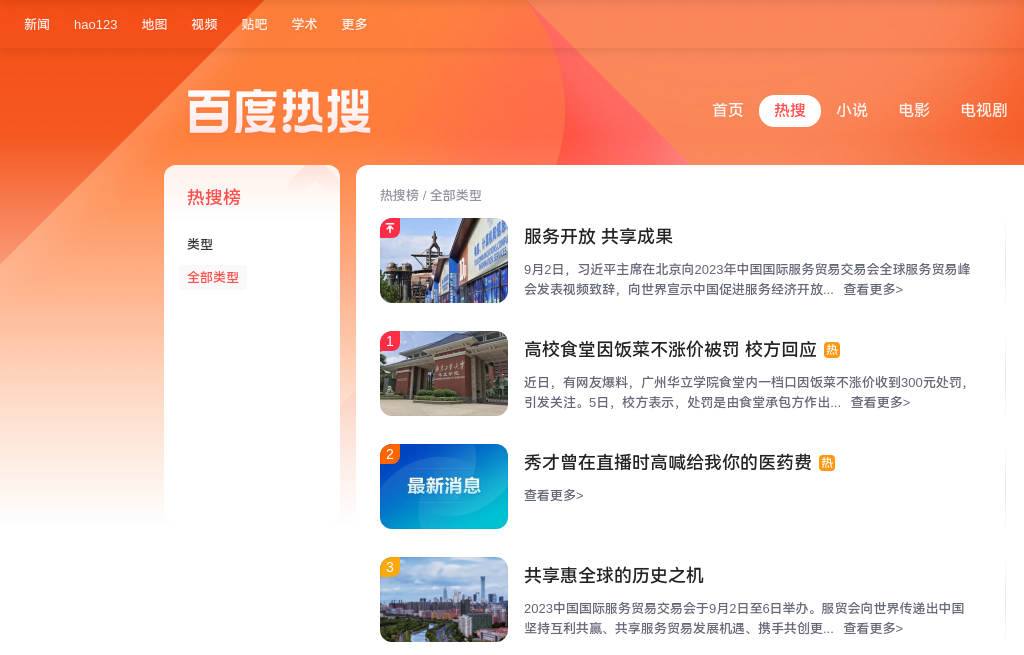 新闻 hao123 地图 视频 贴吧 学术 更多
百度热搜
首页 热搜 小说 电影 电视剧
热搜榜
类型
全部类型
热搜榜 / 全部类型
服务开放 共享成果
9月2日，习近平主席在北京向2023年中国国际服务贸易交易会全球服务贸易峰
会发表视频致辞，向世界宣示中国促进服务经济开放... 查看更多>
1
高校食堂因饭菜不涨价被罚 校方回应 热
近日，有网友爆料，广州华立学院食堂内一档口因饭菜不涨价收到300元处罚，
引发关注。5日，校方表示，处罚是由食堂承包方作出... 查看更多>
2
最新消息
秀才曾在直播时高喊给我你的医药费 热
查看更多>
3
共享惠全球的历史之机
2023中国国际服务贸易交易会于9月2日至6日举办。服贸会向世界传递出中国
坚持互利共赢、共享服务贸易发展机遇、携手共创更... 查看更多>